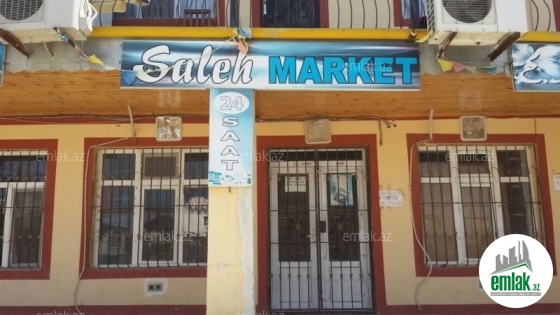 Saleh MARKET
24
SAAT
emlak.az